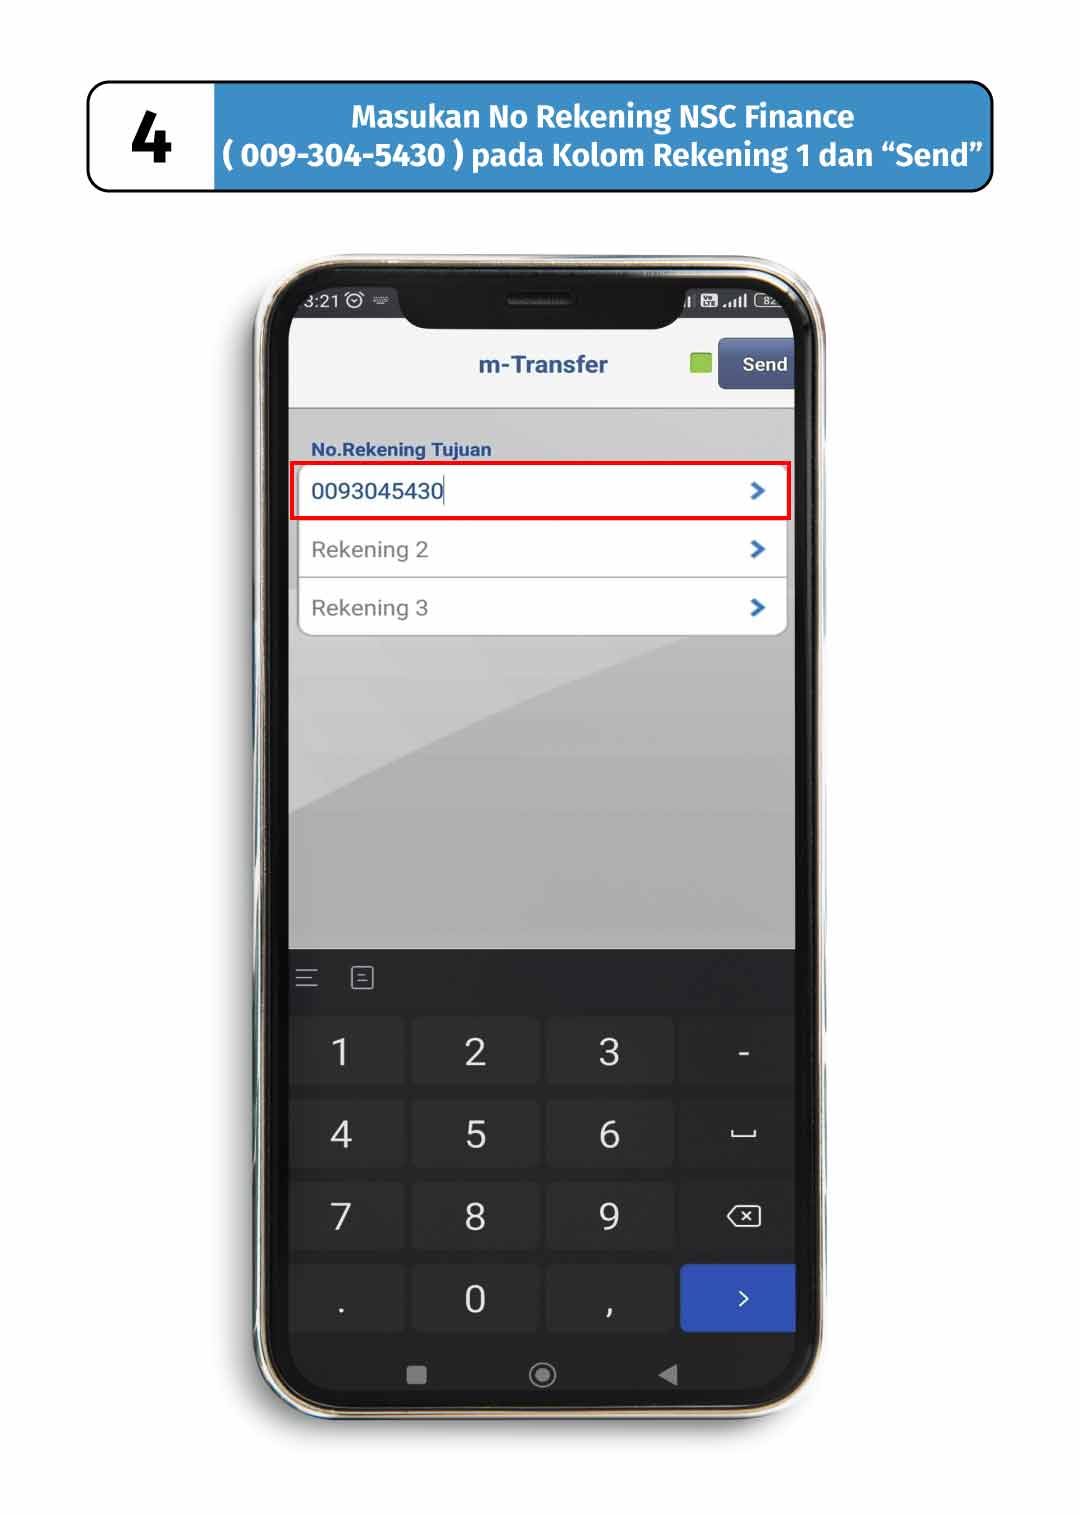 4
Masukan No Rekening NSC Finance
( 009-304-5430 ) pada Kolom Rekening 1 dan “Send”
3:21
82
m-Transfer
Send
No.Rekening Tujuan
0093045430
Rekening 2
Rekening 3
1 2 3 -
4 5 6
7 8 9
. 0 ,